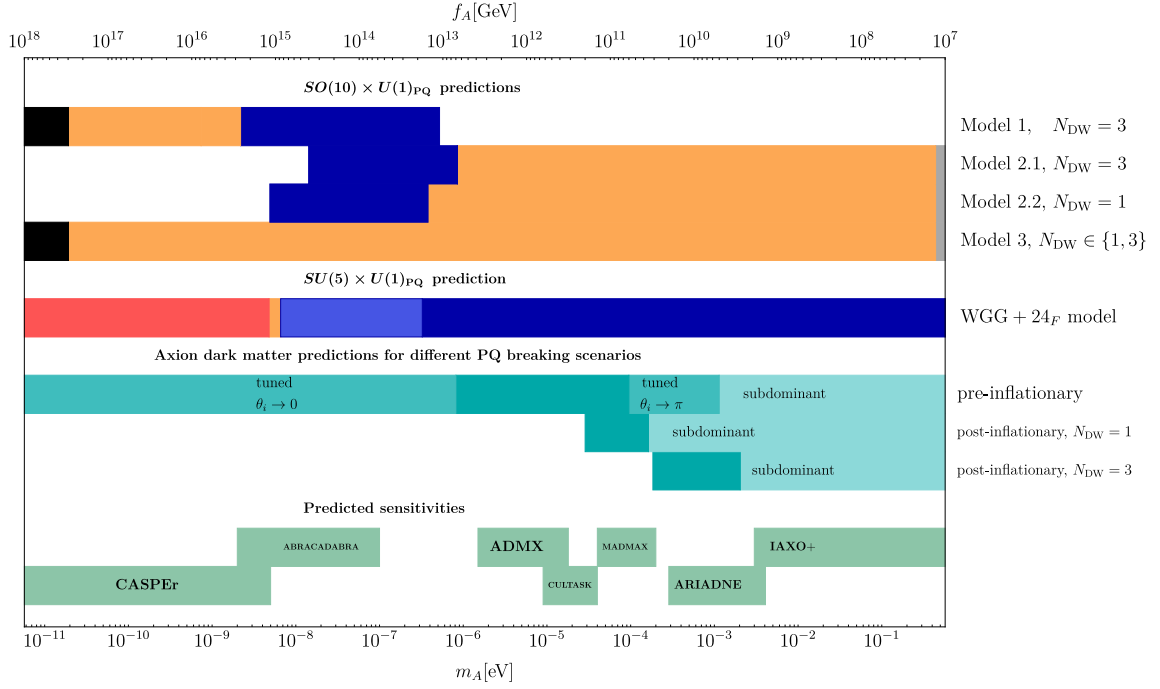 f_A[GeV]
10^18 10^17 10^16 10^15 10^14 10^13 10^12 10^11 10^10 10^9 10^8 10^7
SO(10) × U(1)_PQ predictions
Model 1, N_DW = 3
Model 2.1, N_DW = 3
Model 2.2, N_DW = 1
Model 3, N_DW ∈ {1, 3}
SU(5) × U(1)_PQ prediction
WGG + 24_F model
Axion dark matter predictions for different PQ breaking scenarios
tuned
θ_i → 0
tuned
θ_i → π
subdominant
pre-inflationary
subdominant
post-inflationary, N_DW = 1
subdominant
post-inflationary, N_DW = 3
Predicted sensitivities
ABRACADABRA ADMX MADMAX IAXO+
CASPEr CULTASK ARIADNE
10^-11 10^-10 10^-9 10^-8 10^-7 10^-6 10^-5 10^-4 10^-3 10^-2 10^-1
m_A[eV]